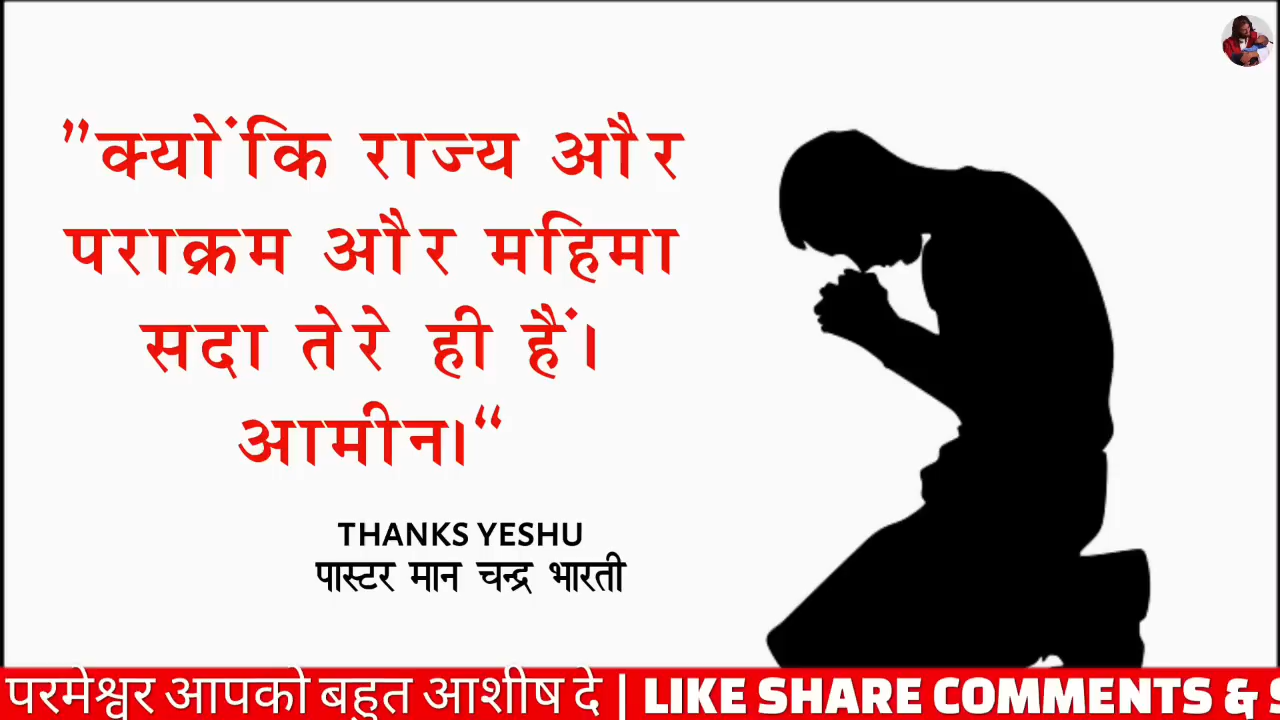 "क्योंकि राज्य और
पराक्रम और महिमा
सदा तेरे ही हैं।
आमीन।“
THANKS YESHU
पास्टर मान चन्द्र भारती
परमेश्वर आपको बहुत आशीष दे | LIKE SHARE COMMENTS &